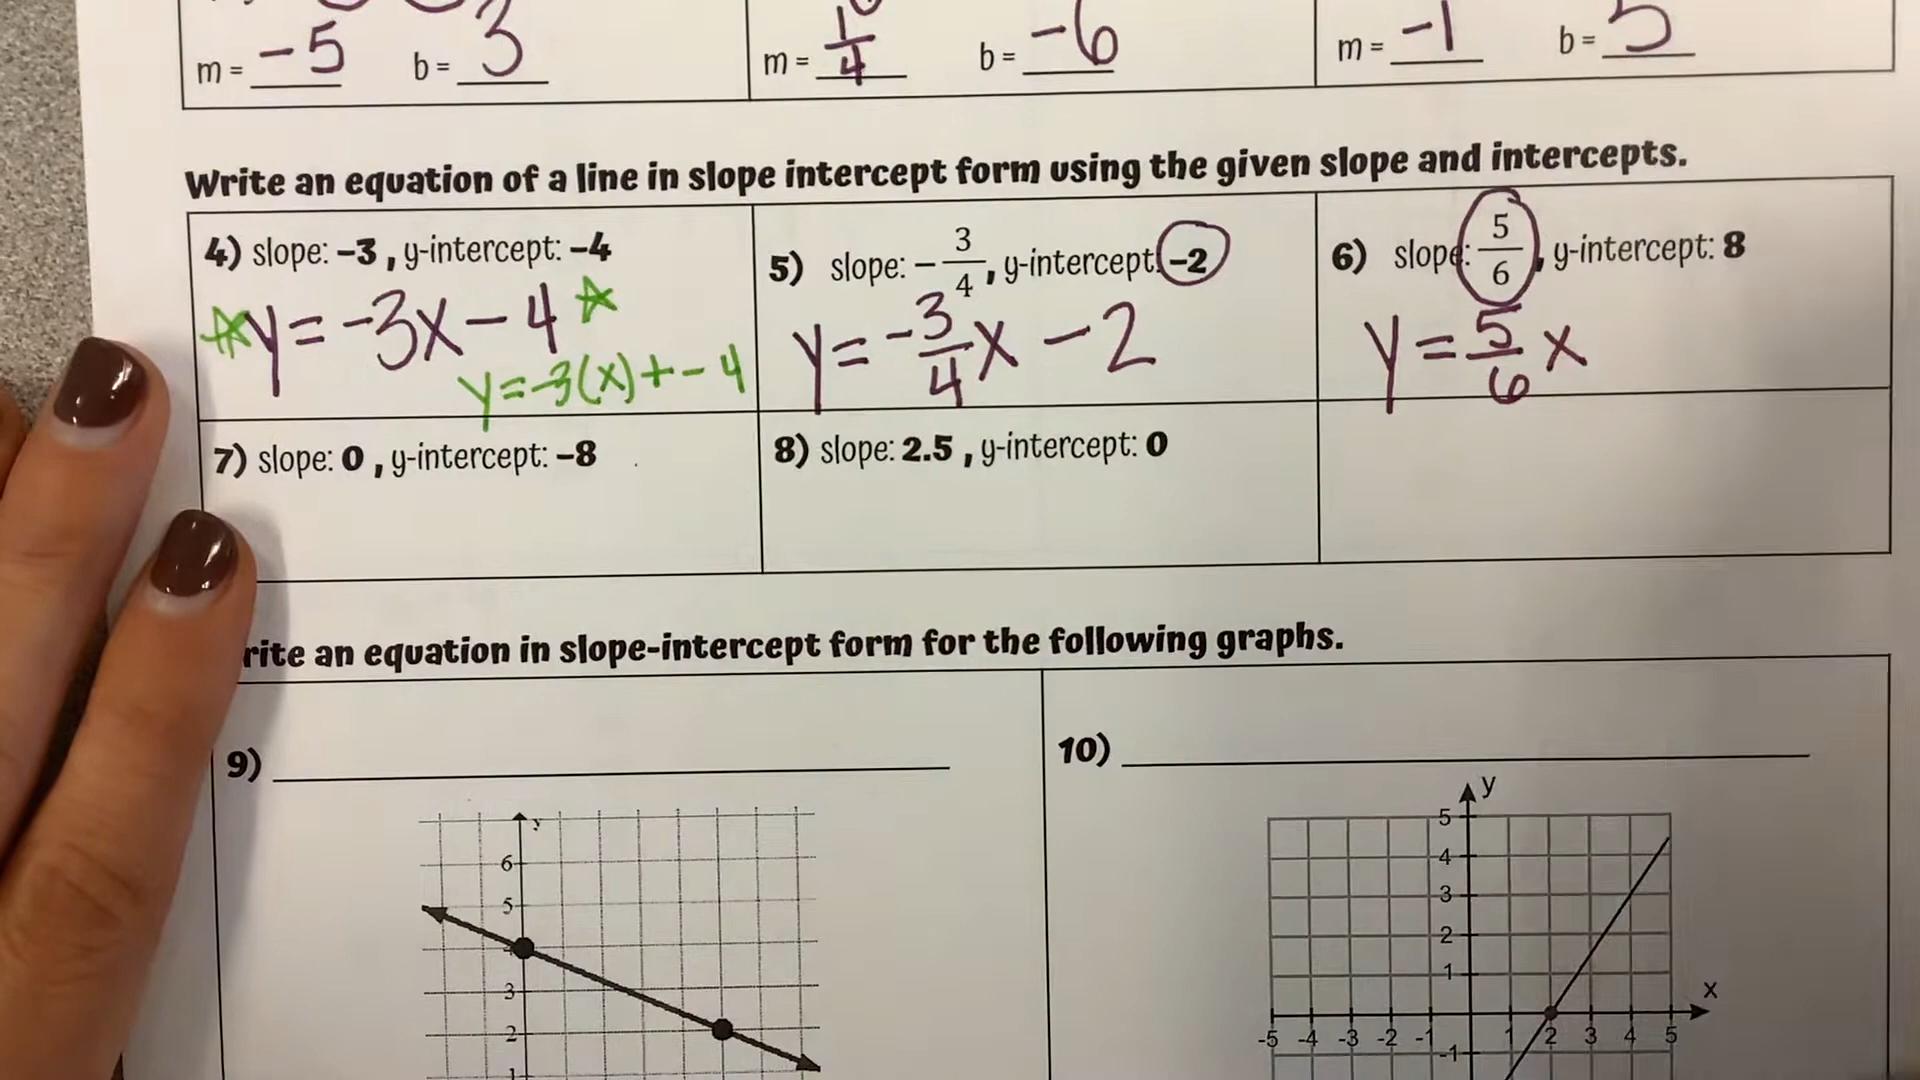 m = -5 b = 3
m = 1/4 b = -6
m = -1 b = 5
Write an equation of a line in slope intercept form using the given slope and intercepts.
4) slope: -3 , y-intercept: -4
y = -3x - 4
y = -3(x) + - 4
5) slope: - 3/4 , y-intercept: -2
y = -3/4 x - 2
6) slope: 5/6 , y-intercept: 8
y = 5/6 x
7) slope: 0 , y-intercept: -8
8) slope: 2.5 , y-intercept: 0
rite an equation in slope-intercept form for the following graphs.
9)
y
6
5
3
2
1
10)
y
5
4
3
2
1
x
-5 -4 -3 -2 -1 1 2 3 4 5
-1